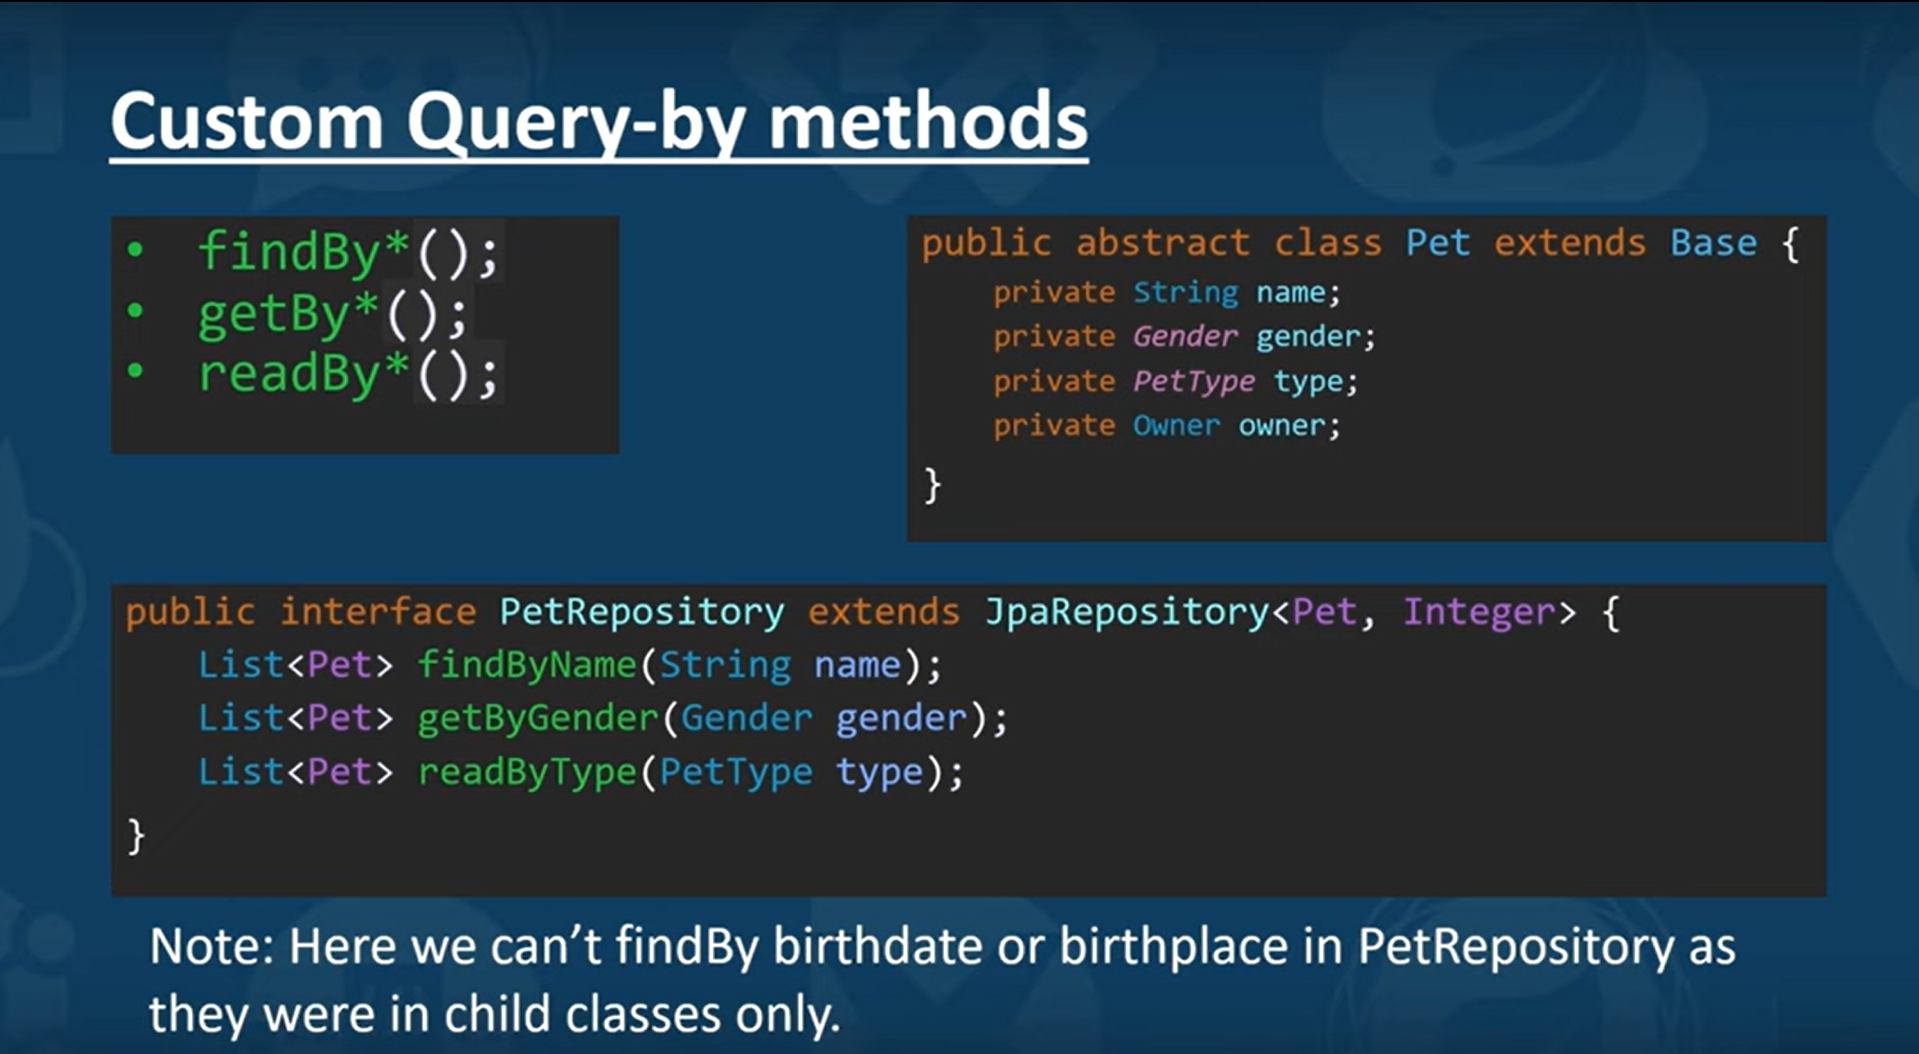 Custom Query-by methods
• findBy*();
• getBy*();
• readBy*();
public abstract class Pet extends Base {
private String name;
private Gender gender;
private PetType type;
private Owner owner;
}
public interface PetRepository extends JpaRepository<Pet, Integer> {
List<Pet> findByName(String name);
List<Pet> getByGender(Gender gender);
List<Pet> readByType(PetType type);
}
Note: Here we can’t findBy birthdate or birthplace in PetRepository as
they were in child classes only.